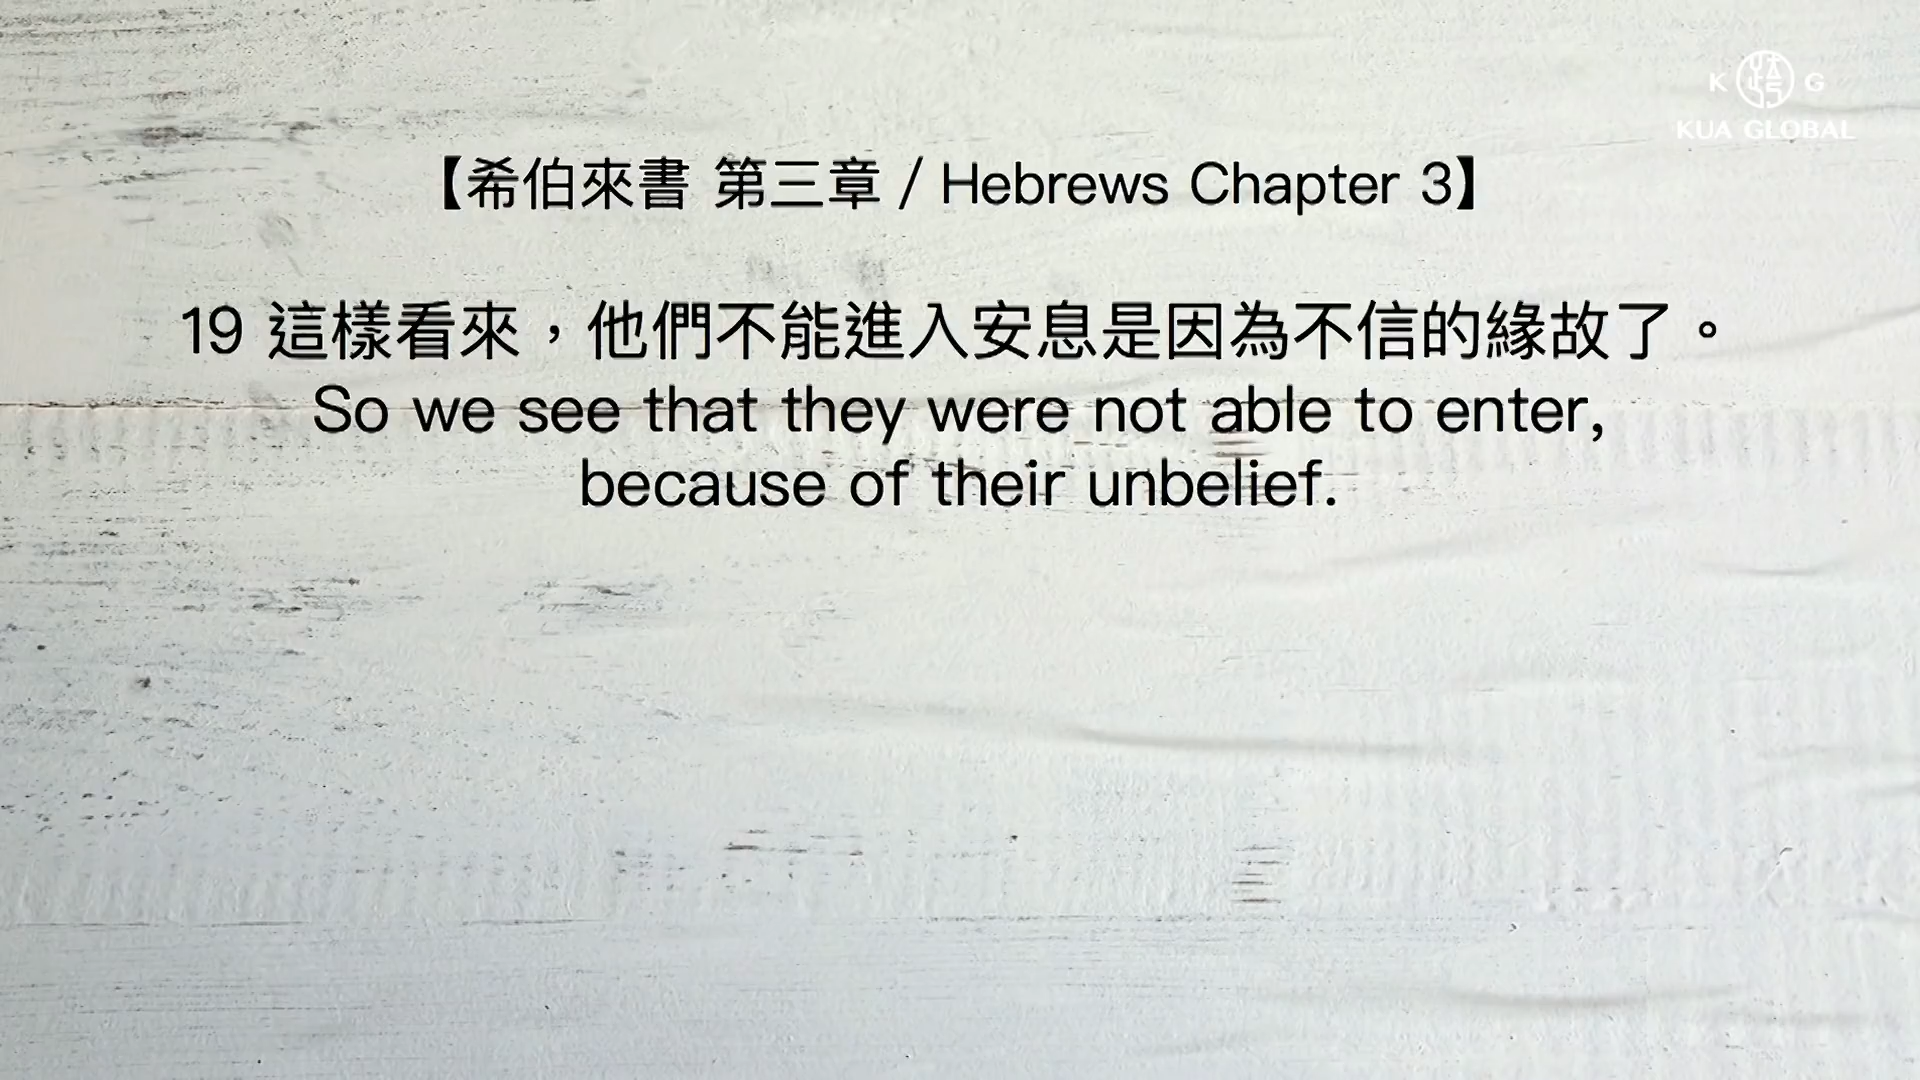 K G
KUA GLOBAL
【希伯來書 第三章 / Hebrews Chapter 3】
19 這樣看來，他們不能進入安息是因為不信的緣故了。
So we see that they were not able to enter,
because of their unbelief.